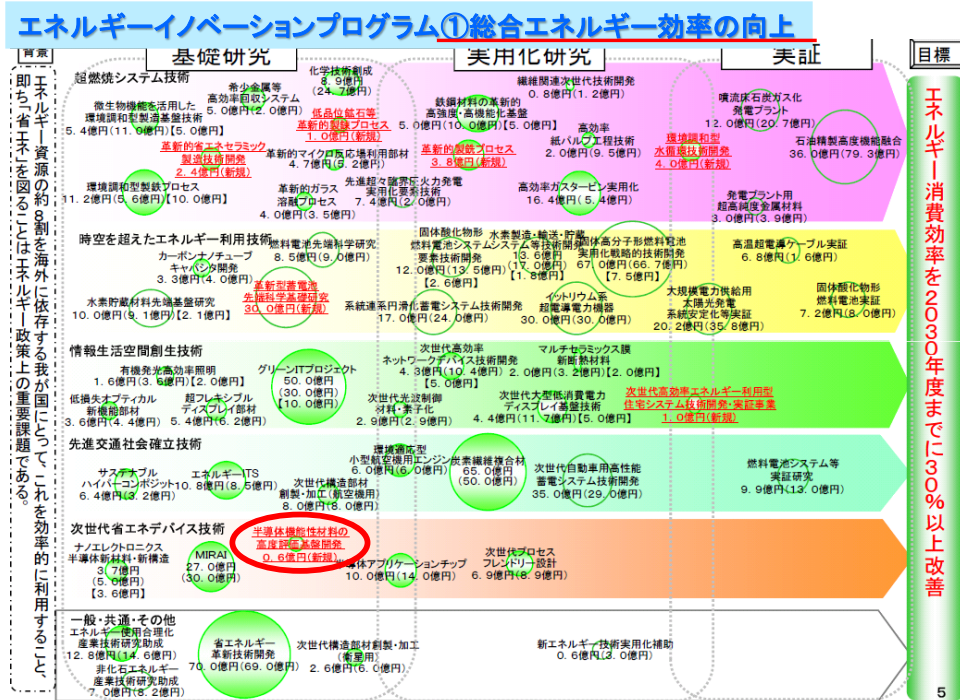 エネルギーイノベーションプログラム①総合エネルギー効率の向上
背景
基礎研究
実用化研究
実証
目標
エネルギー資源の約8割を海外に依存する我が国にとって、これを効率的に利用すること、
即ち「省エネ」を図ることはエネルギー政策上の重要課題である。
超燃焼システム技術
微生物機能を活用した
環境調和型製造基盤技術
5.4億円(11.0億円)【5.0億円】
希少金属等
高効率回収システム
5.0億円(2.0億円)
化学技術創成
8.9億円
(24.7億円)
低品位鉱石等
革新的製錬プロセス
1.0億円(新規)
革新的省エネセラミック
製造技術開発
2.4億円(新規)
革新的マイクロ反応場利用部材
4.7億円(5.2億円)
環境調和型製鉄プロセス
11.2億円(5.6億円)【10.0億円】
革新的ガラス
溶融プロセス
4.0億円(3.5億円)
先進超々臨界圧火力発電
実用化要素技術
7.4億円(2.0億円)
鉄鋼材料の革新的
高強度・高機能化基盤
5.0億円(10.0億円)【5.0億円】
革新的製鉄プロセス
3.8億円(新規)
繊維関連次世代技術開発
0.8億円(1.2億円)
高効率
紙パルプ工程技術
2.0億円(9.5億円)
高効率ガスタービン実用化
16.4億円(5.4億円)
環境調和型
水循環技術開発
4.0億円(新規)
噴流床石炭ガス化
発電プラント
12.0億円(20.7億円)
石油精製高度機能融合
36.0億円(79.3億円)
発電プラント用
超高純度金属材料
3.0億円(3.9億円)
時空を超えたエネルギー利用技術
カーボンナノチューブ
キャパシタ開発
3.3億円(4.0億円)
燃料電池先端科学研究
8.5億円(9.0億円)
革新型蓄電池
先端科学基礎研究
30.0億円(新規)
水素貯蔵材料先端基盤研究
10.0億円(9.1億円)【2.1億円】
固体酸化物形
燃料電池システム
要素技術開発
12.0億円(13.5億円)
【2.6億円】
水素製造・輸送・貯蔵
システム等技術開発
13.6億円
(17.0億円)
【1.8億円】
固体高分子形燃料電池
実用化戦略的技術開発
67.0億円(66.7億円)
【7.5億円】
系統連系円滑化蓄電システム技術開発
17.0億円(24.0億円)
イットリウム系
超電導電力機器
30.0億円(30.0億円)
高温超電導ケーブル実証
6.8億円(1.6億円)
大規模電力供給用
太陽光発電
系統安定化等実証
20.2億円(35.8億円)
固体酸化物形
燃料電池実証
7.2億円(8.0億円)
情報生活空間創生技術
有機発光高効率照明
1.6億円(3.6億円)【2.0億円】
グリーンITプロジェクト
50.0億円
(30.0億円)
【10.0億円】
低損失オプティカル
新機能部材
3.6億円(4.4億円)
超フレキシブル
ディスプレイ部材
5.4億円(6.2億円)
次世代高効率
ネットワークデバイス技術開発
4.3億円(10.4億円)
【5.0億円】
マルチセラミックス膜
新断熱材料
2.0億円(3.2億円)【2.0億円】
次世代光波制御
材料・素子化
2.9億円(2.9億円)
次世代大型低消費電力
ディスプレイ基盤技術
4.4億円(11.7億円)【5.0億円】
次世代高効率エネルギー利用型
住宅システム技術開発・実証事業
1.0億円(新規)
先進交通社会確立技術
サステナブル
ハイパーコンポジット
6.4億円(3.2億円)
エネルギーITS
10.8億円(8.5億円)
次世代構造部材
創製・加工(航空機用)
8.0億円(8.0億円)
環境適応型
小型航空機用エンジン
6.0億円(6.0億円)
炭素繊維複合材
65.0億円
(50.0億円)
次世代自動車用高性能
蓄電システム技術開発
35.0億円(29.0億円)
燃料電池システム等
実証研究
9.9億円(13.0億円)
次世代省エネデバイス技術
ナノエレクトロニクス
半導体新材料・新構造
3.7億円
(5.0億円)
【3.6億円】
MIRAI
27.0億円
(30.0億円)
半導体機能性材料の
高度評価基盤開発
0.6億円(新規)
半導体アプリケーションチップ
10.0億円(14.0億円)
次世代プロセス
フレンドリー設計
6.9億円(8.9億円)
一般・共通・その他
エネルギー使用合理化
産業技術研究助成
12.8億円(14.6億円)
非化石エネルギー
産業技術研究助成
7.0億円(8.2億円)
省エネルギー
革新技術開発
70.0億円(69.0億円)
次世代構造部材創製・加工
(衛星用)
2.6億円(6.0億円)
新エネルギー技術実用化補助
0.6億円(3.0億円)
エネルギー消費効率を2030年度までに30%以上改善
5